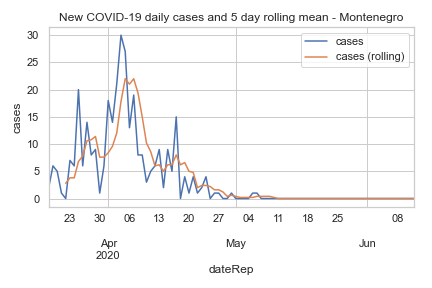 New COVID-19 daily cases and 5 day rolling mean - Montenegro
cases
cases (rolling)
30
25
20
15
10
5
0
cases
23 30 06 13 20 27 04 11 18 25 08
Apr May Jun
2020
dateRep